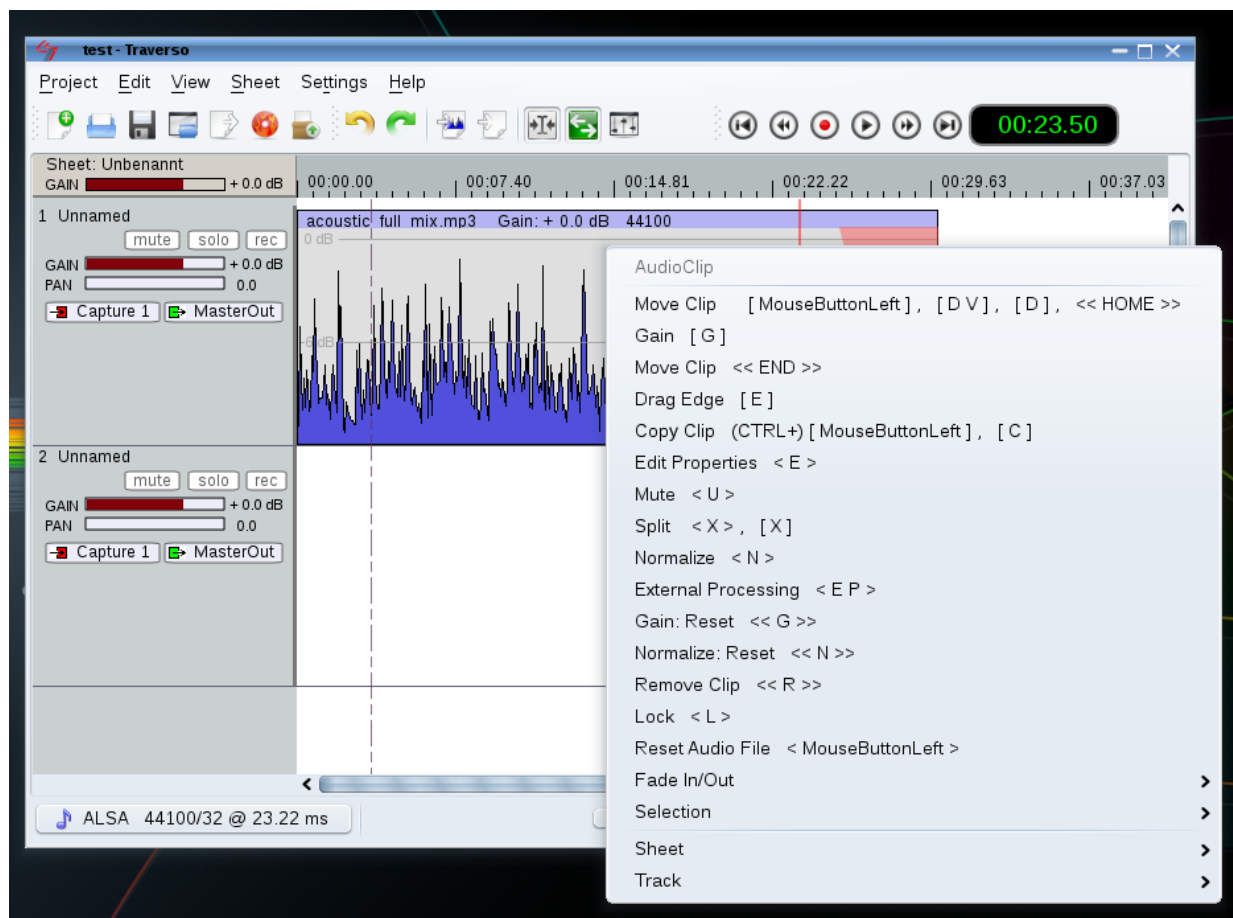 test - Traverso
Project Edit View Sheet Settings Help
00:23.50
Sheet: Unbenannt
GAIN + 0.0 dB
00:00.00 00:07.40 00:14.81 00:22.22 00:29.63 00:37.03
1 Unnamed
mute solo rec
GAIN + 0.0 dB
PAN 0.0
Capture 1 MasterOut
acoustic_full_mix.mp3 Gain: + 0.0 dB 44100
0 dB
-6 dB
2 Unnamed
mute solo rec
GAIN + 0.0 dB
PAN 0.0
Capture 1 MasterOut
ALSA 44100/32 @ 23.22 ms
AudioClip
Move Clip [ MouseButtonLeft ] , [ D V ] , [ D ] , << HOME >>
Gain [ G ]
Move Clip << END >>
Drag Edge [ E ]
Copy Clip (CTRL+) [ MouseButtonLeft ] , [ C ]
Edit Properties < E >
Mute < U >
Split < X > , [ X ]
Normalize < N >
External Processing < E P >
Gain: Reset << G >>
Normalize: Reset << N >>
Remove Clip << R >>
Lock < L >
Reset Audio File < MouseButtonLeft >
Fade In/Out
Selection
Sheet
Track